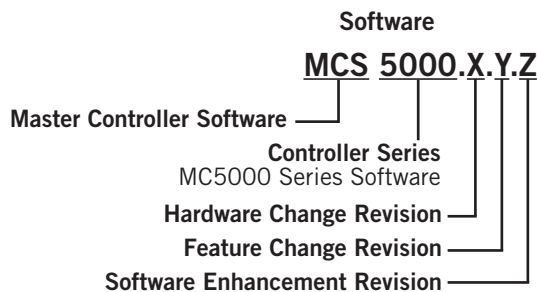 Software
MCS 5000.X.Y.Z
Master Controller Software
Controller Series
MC5000 Series Software
Hardware Change Revision
Feature Change Revision
Software Enhancement Revision